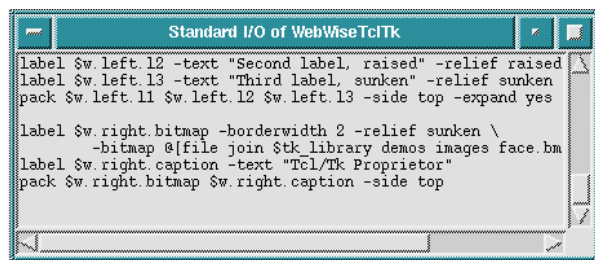 Standard I/O of WebWiseTclTk
label $w.left.l2 -text "Second label, raised" -relief raised
label $w.left.l3 -text "Third label, sunken" -relief sunken
pack $w.left.l1 $w.left.l2 $w.left.l3 -side top -expand yes
label $w.right.bitmap -borderwidth 2 -relief sunken \
-bitmap @[file join $tk_library demos images face.bm
label $w.right.caption -text "Tcl/Tk Proprietor"
pack $w.right.bitmap $w.right.caption -side top